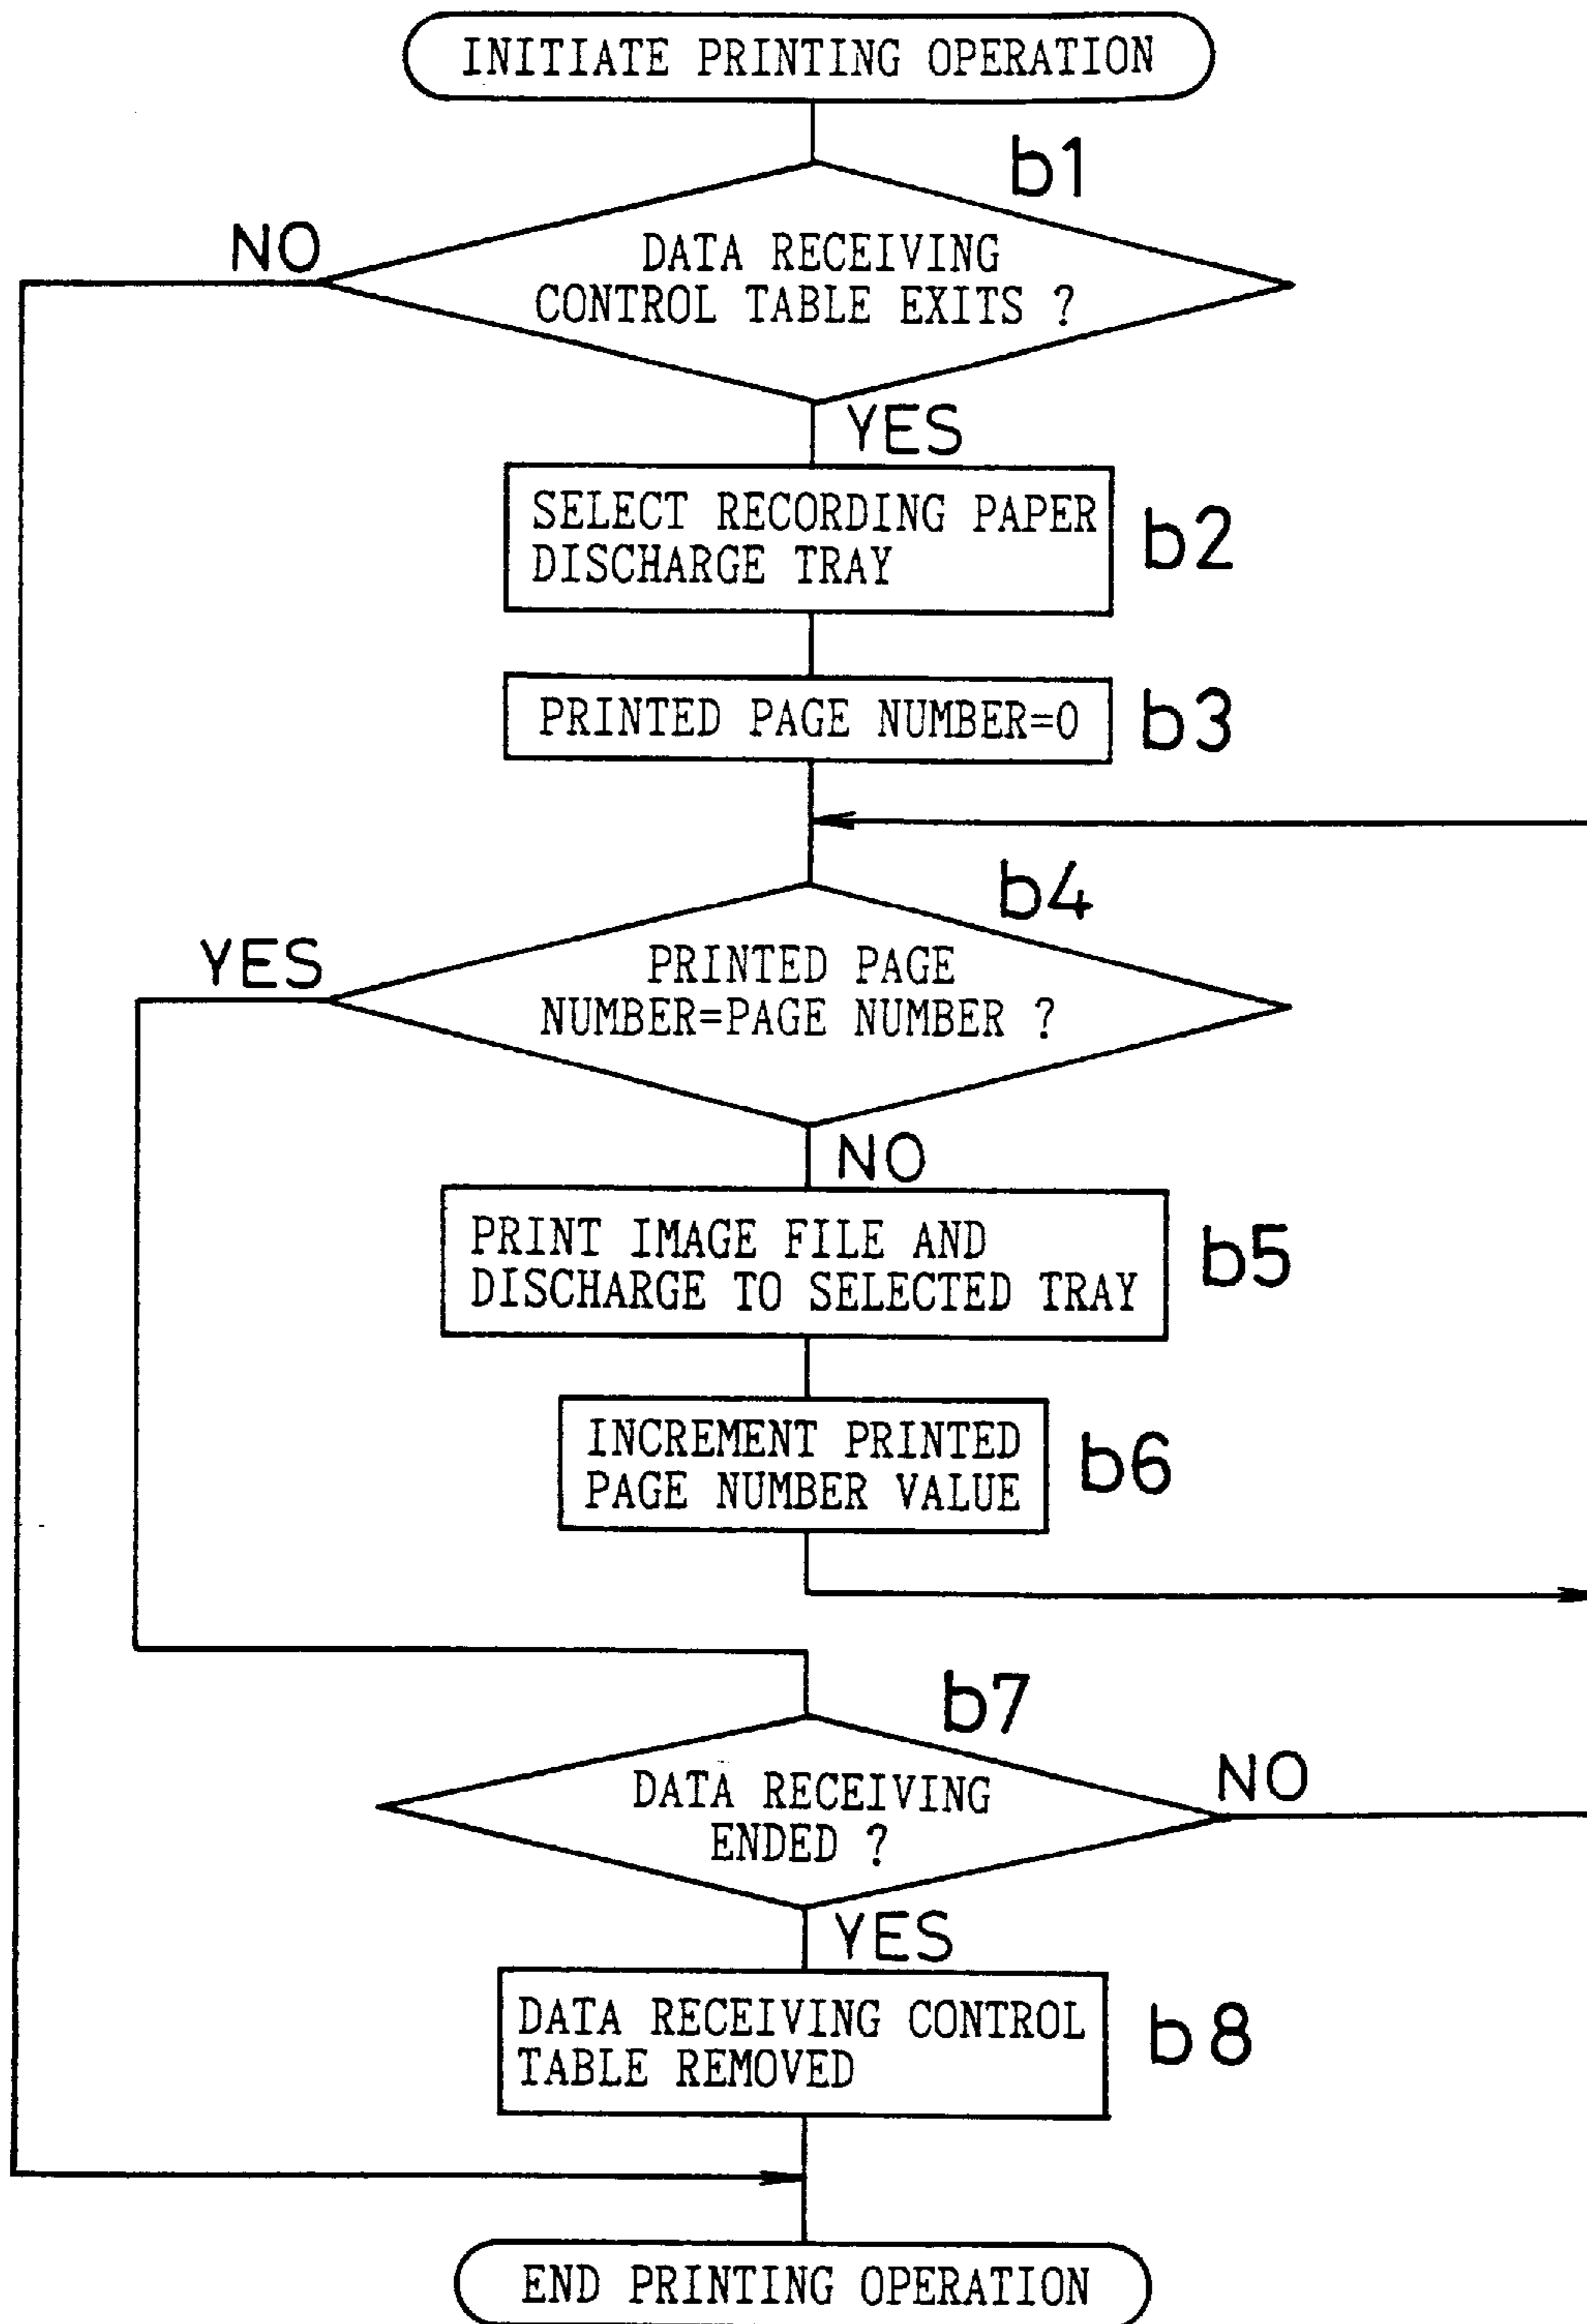 INITIATE PRINTING OPERATION
b1
NO
DATA RECEIVING
CONTROL TABLE EXITS ?
YES
SELECT RECORDING PAPER
DISCHARGE TRAY
b2
PRINTED PAGE NUMBER=0
b3
b4
YES
PRINTED PAGE
NUMBER=PAGE NUMBER ?
NO
PRINT IMAGE FILE AND
DISCHARGE TO SELECTED TRAY
b5
INCREMENT PRINTED
PAGE NUMBER VALUE
b6
b7
NO
DATA RECEIVING
ENDED ?
YES
DATA RECEIVING CONTROL
TABLE REMOVED
b8
END PRINTING OPERATION